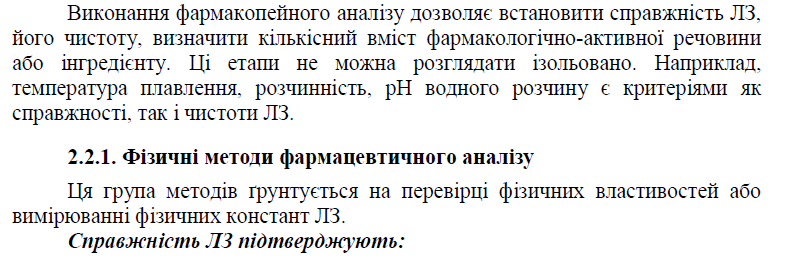 Виконання фармакопейного аналізу дозволяє встановити справжність ЛЗ,
його чистоту, визначити кількісний вміст фармакологічно-активної речовини
або інгредієнту. Ці етапи не можна розглядати ізольовано. Наприклад,
температура плавлення, розчинність, рН водного розчину є критеріями як
справжності, так і чистоти ЛЗ.
2.2.1. Фізичні методи фармацевтичного аналізу
Ця група методів ґрунтується на перевірці фізичних властивостей або
вимірюванні фізичних констант ЛЗ.
Справжність ЛЗ підтверджують: